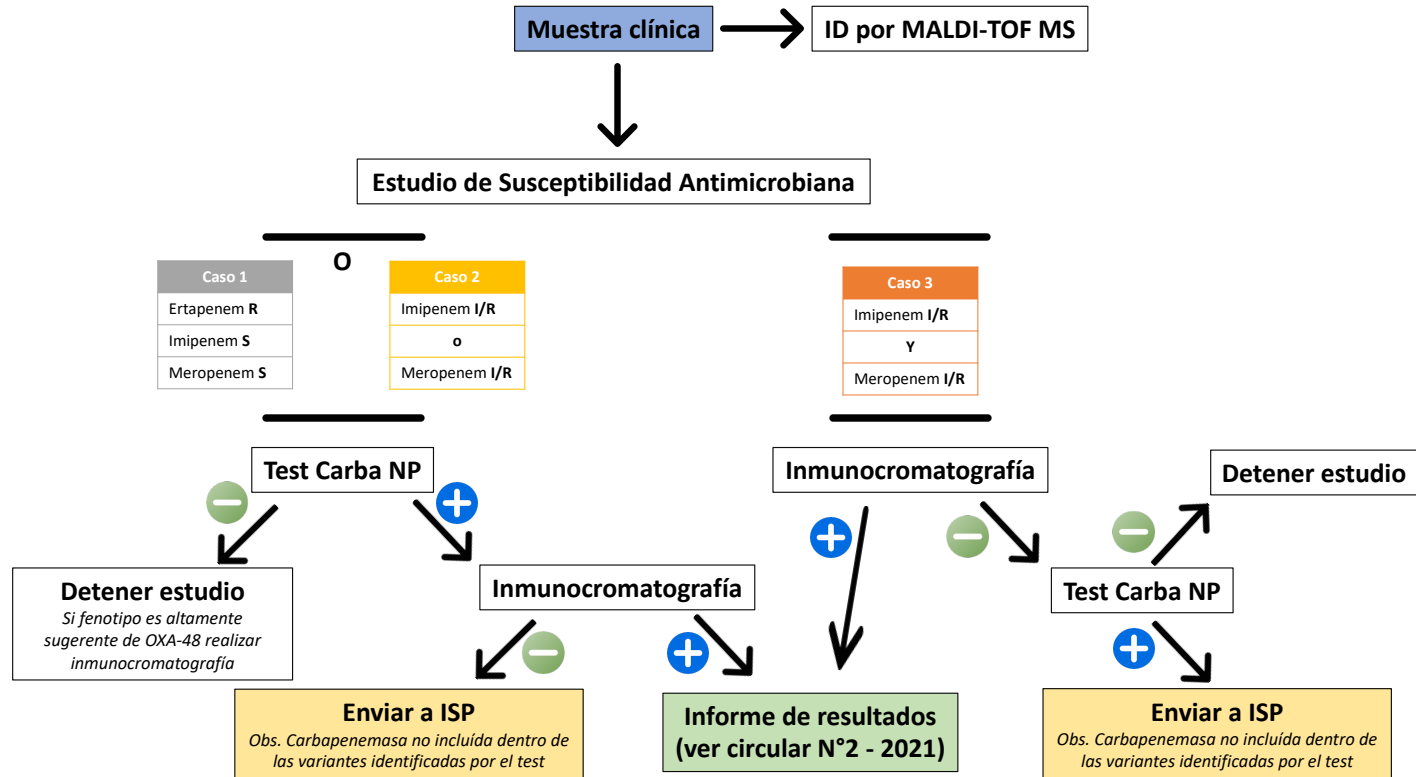 Muestra clínica
ID por MALDI-TOF MS
Estudio de Susceptibilidad Antimicrobiana
O
Caso 1
Ertapenem R
Imipenem S
Meropenem S
Caso 2
Imipenem I/R
o
Meropenem I/R
Caso 3
Imipenem I/R
Y
Meropenem I/R
Test Carba NP
Inmunocromatografía
Detener estudio
Detener estudio
Si fenotipo es altamente
sugerente de OXA-48 realizar
inmunocromatografía
Inmunocromatografía
Test Carba NP
Enviar a ISP
Obs. Carbapenemasa no incluída dentro de
las variantes identificadas por el test
Informe de resultados
(ver circular N°2 - 2021)
Enviar a ISP
Obs. Carbapenemasa no incluída dentro de
las variantes identificadas por el test